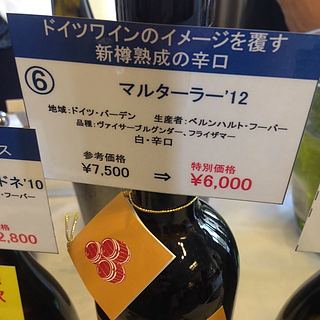 ドイツワインのイメージを覆す
新樽熟成の辛口
⑥
マルターラー'12
地域:ドイツ・バーデン 生産者:ベルンハルト・フーバー
品種:ヴァイサーブルグンダー、フライザマー
白・辛口
参考価格 特別価格
¥7,500 ⇒ ¥6,000
ス
ドネ'10
格
2,800